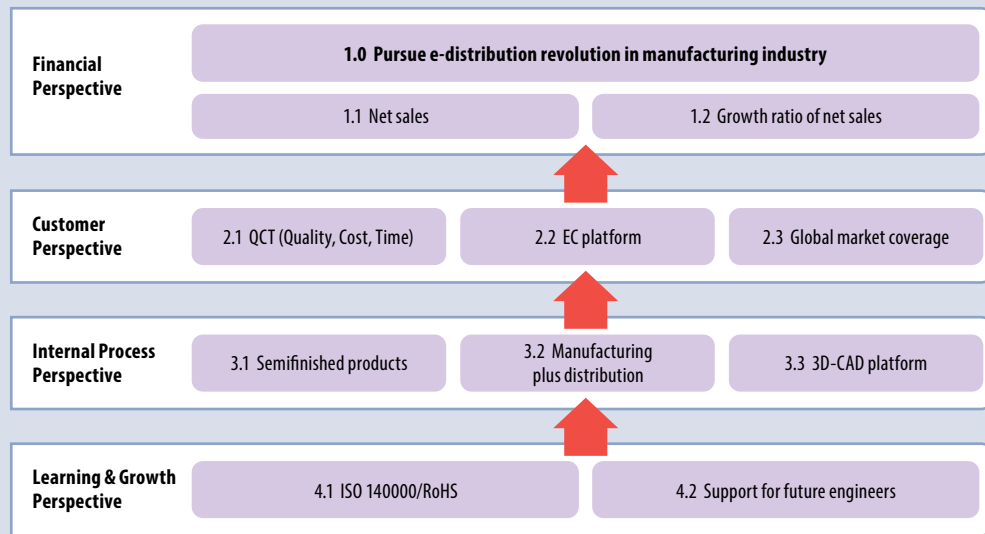 Financial
Perspective
1.0 Pursue e-distribution revolution in manufacturing industry
1.1 Net sales
1.2 Growth ratio of net sales
Customer
Perspective
2.1 QCT (Quality, Cost, Time)
2.2 EC platform
2.3 Global market coverage
Internal Process
Perspective
3.1 Semifinished products
3.2 Manufacturing
plus distribution
3.3 3D-CAD platform
Learning & Growth
Perspective
4.1 ISO 140000/RoHS
4.2 Support for future engineers